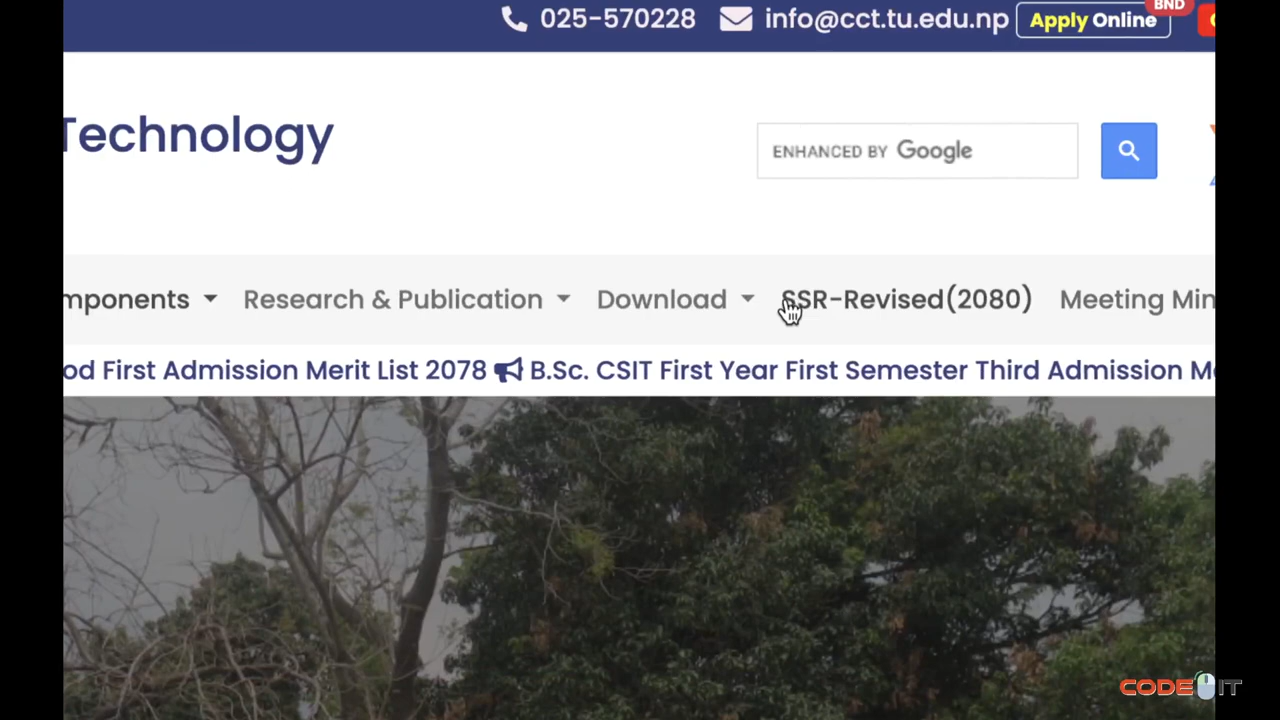 025-570228 info@cct.tu.edu.np Apply Online BND
Technology
ENHANCED BY Google
mponents Research & Publication Download SSR-Revised(2080) Meeting Min
od First Admission Merit List 2078 B.Sc. CSIT First Year First Semester Third Admission M
CODE IT